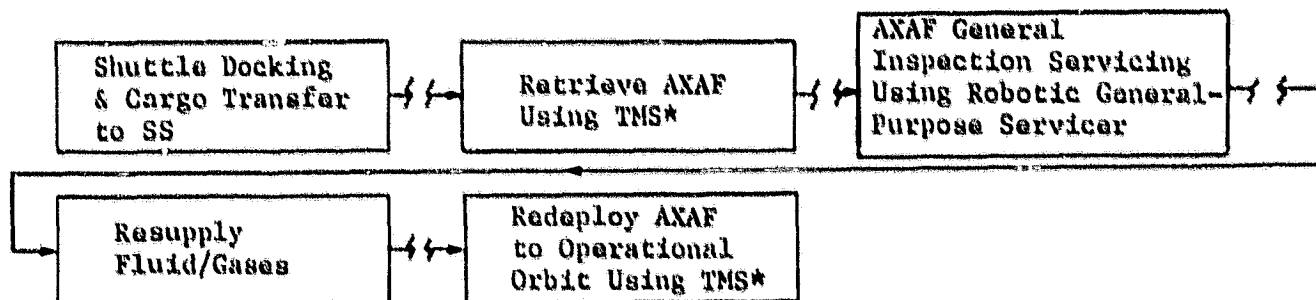 Shuttle Docking
& Cargo Transfer
to SS
Retrieve AXAF
Using TMS*
AXAF General
Inspection Servicing
Using Robotic General-
Purpose Servicer
Resupply
Fluid/Gases
Redeploy AXAF
to Operational
Orbit Using TMS*